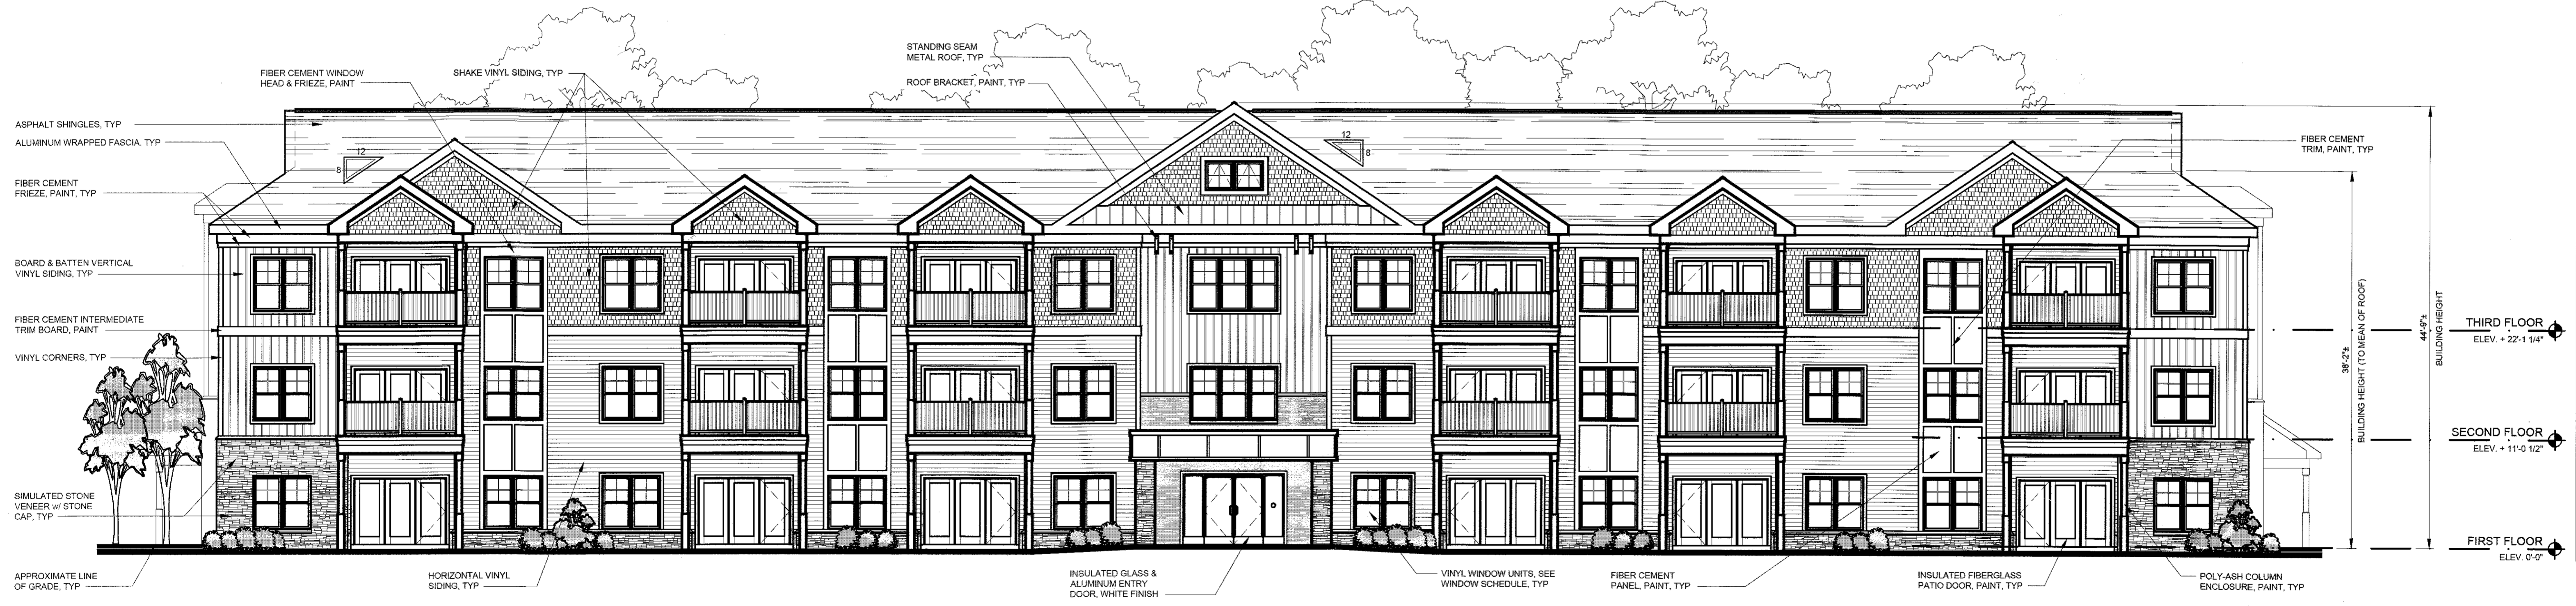 STANDING SEAM
METAL ROOF, TYP
ROOF BRACKET, PAINT, TYP
FIBER CEMENT WINDOW
HEAD & FRIEZE, PAINT
SHAKE VINYL SIDING, TYP
ASPHALT SHINGLES, TYP
ALUMINUM WRAPPED FASCIA, TYP
12
8
12
8
FIBER CEMENT
TRIM, PAINT, TYP
FIBER CEMENT
FRIEZE, PAINT, TYP
BOARD & BATTEN VERTICAL
VINYL SIDING, TYP
FIBER CEMENT INTERMEDIATE
TRIM BOARD, PAINT
VINYL CORNERS, TYP
38'-2"±
BUILDING HEIGHT (TO MEAN OF ROOF)
44'-9"±
BUILDING HEIGHT
THIRD FLOOR
ELEV. + 22'-1 1/4"
SECOND FLOOR
ELEV. + 11'-0 1/2"
SIMULATED STONE
VENEER w/ STONE
CAP, TYP
FIRST FLOOR
ELEV. 0'-0"
APPROXIMATE LINE
OF GRADE, TYP
HORIZONTAL VINYL
SIDING, TYP
INSULATED GLASS &
ALUMINUM ENTRY
DOOR, WHITE FINISH
VINYL WINDOW UNITS, SEE
WINDOW SCHEDULE, TYP
FIBER CEMENT
PANEL, PAINT, TYP
INSULATED FIBERGLASS
PATIO DOOR, PAINT, TYP
POLY-ASH COLUMN
ENCLOSURE, PAINT, TYP